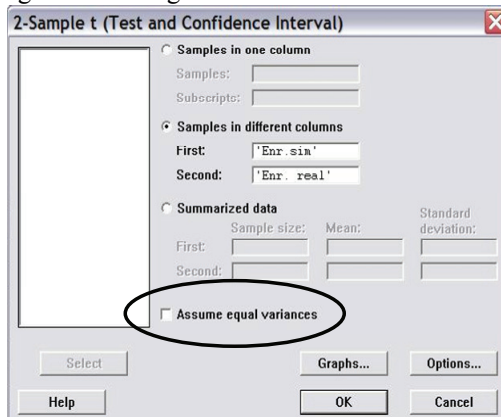 2-Sample t (Test and Confidence Interval)
Samples in one column
Samples:
Subscripts:
Samples in different columns
First: 'Enr.sim'
Second: 'Enr. real'
Summarized data
Sample size: Mean: Standard deviation:
First:
Second:
Assume equal variances
Select Graphs... Options...
Help OK Cancel